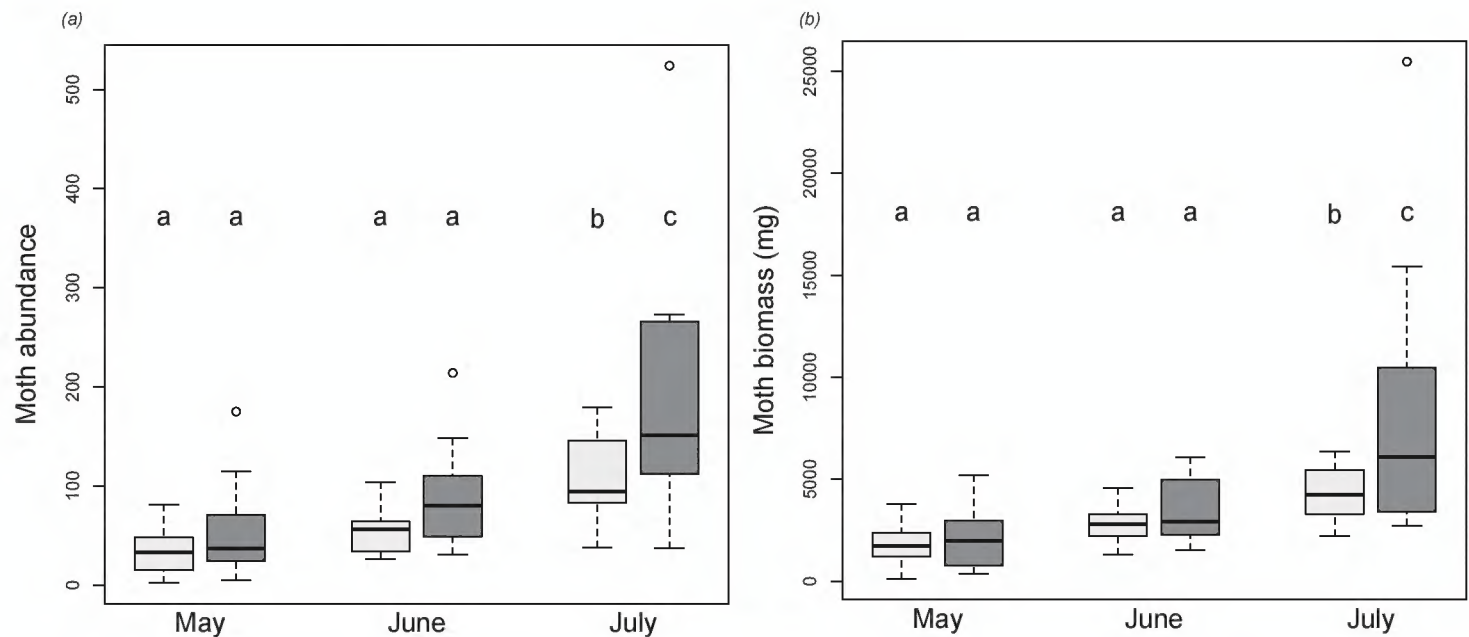 (a)
Moth abundance
500
400
300
200
100
0
a a a a b c
May June July
(b)
Moth biomass (mg)
25000
20000
15000
10000
5000
0
a a a a b c
May June July